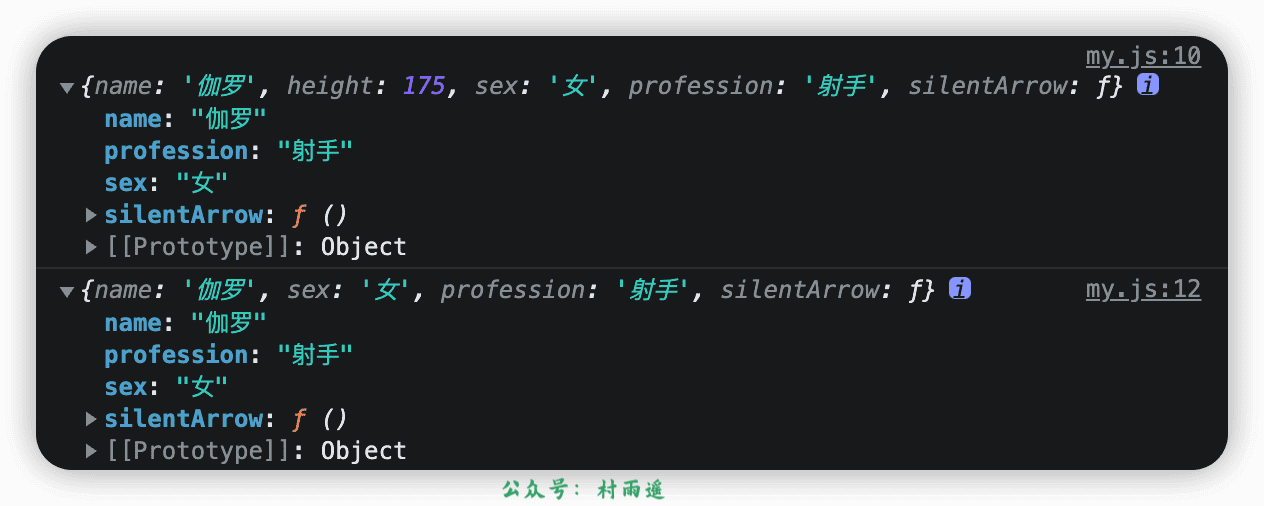 my.js:10
▼{name: '伽罗', height: 175, sex: '女', profession: '射手', silentArrow: ƒ} i
name: "伽罗"
profession: "射手"
sex: "女"
▶silentArrow: ƒ ()
▶[[Prototype]]: Object
▼{name: '伽罗', sex: '女', profession: '射手', silentArrow: ƒ} i my.js:12
name: "伽罗"
profession: "射手"
sex: "女"
▶silentArrow: ƒ ()
▶[[Prototype]]: Object
公众号：村雨遥